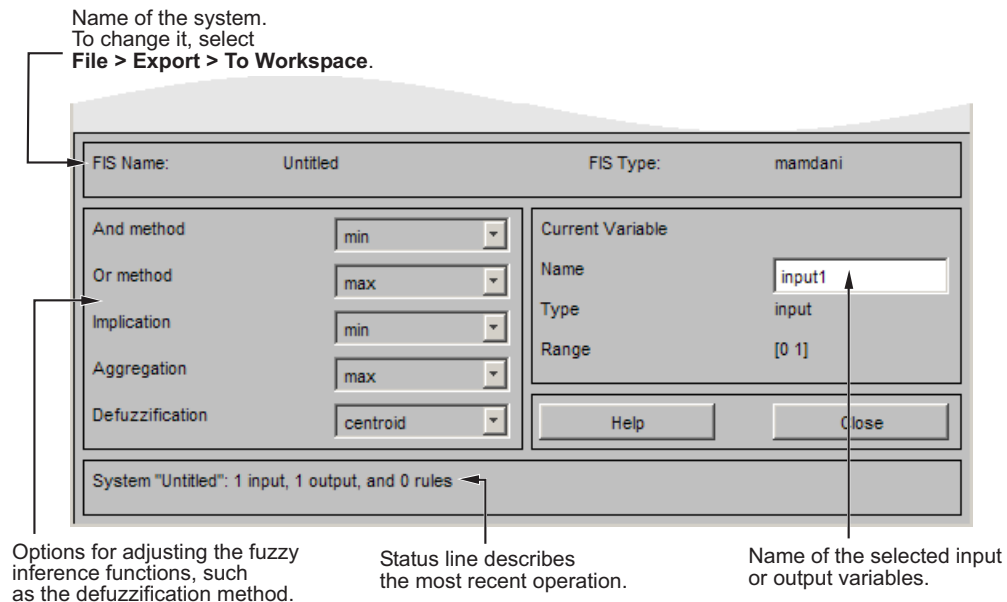 Name of the system.
To change it, select
File > Export > To Workspace.
FIS Name: Untitled FIS Type: mamdani
And method min
Or method max
Implication min
Aggregation max
Defuzzification centroid
Current Variable
Name input1
Type input
Range [0 1]
Help Close
System "Untitled": 1 input, 1 output, and 0 rules
Options for adjusting the fuzzy
inference functions, such
as the defuzzification method.
Status line describes
the most recent operation.
Name of the selected input
or output variables.